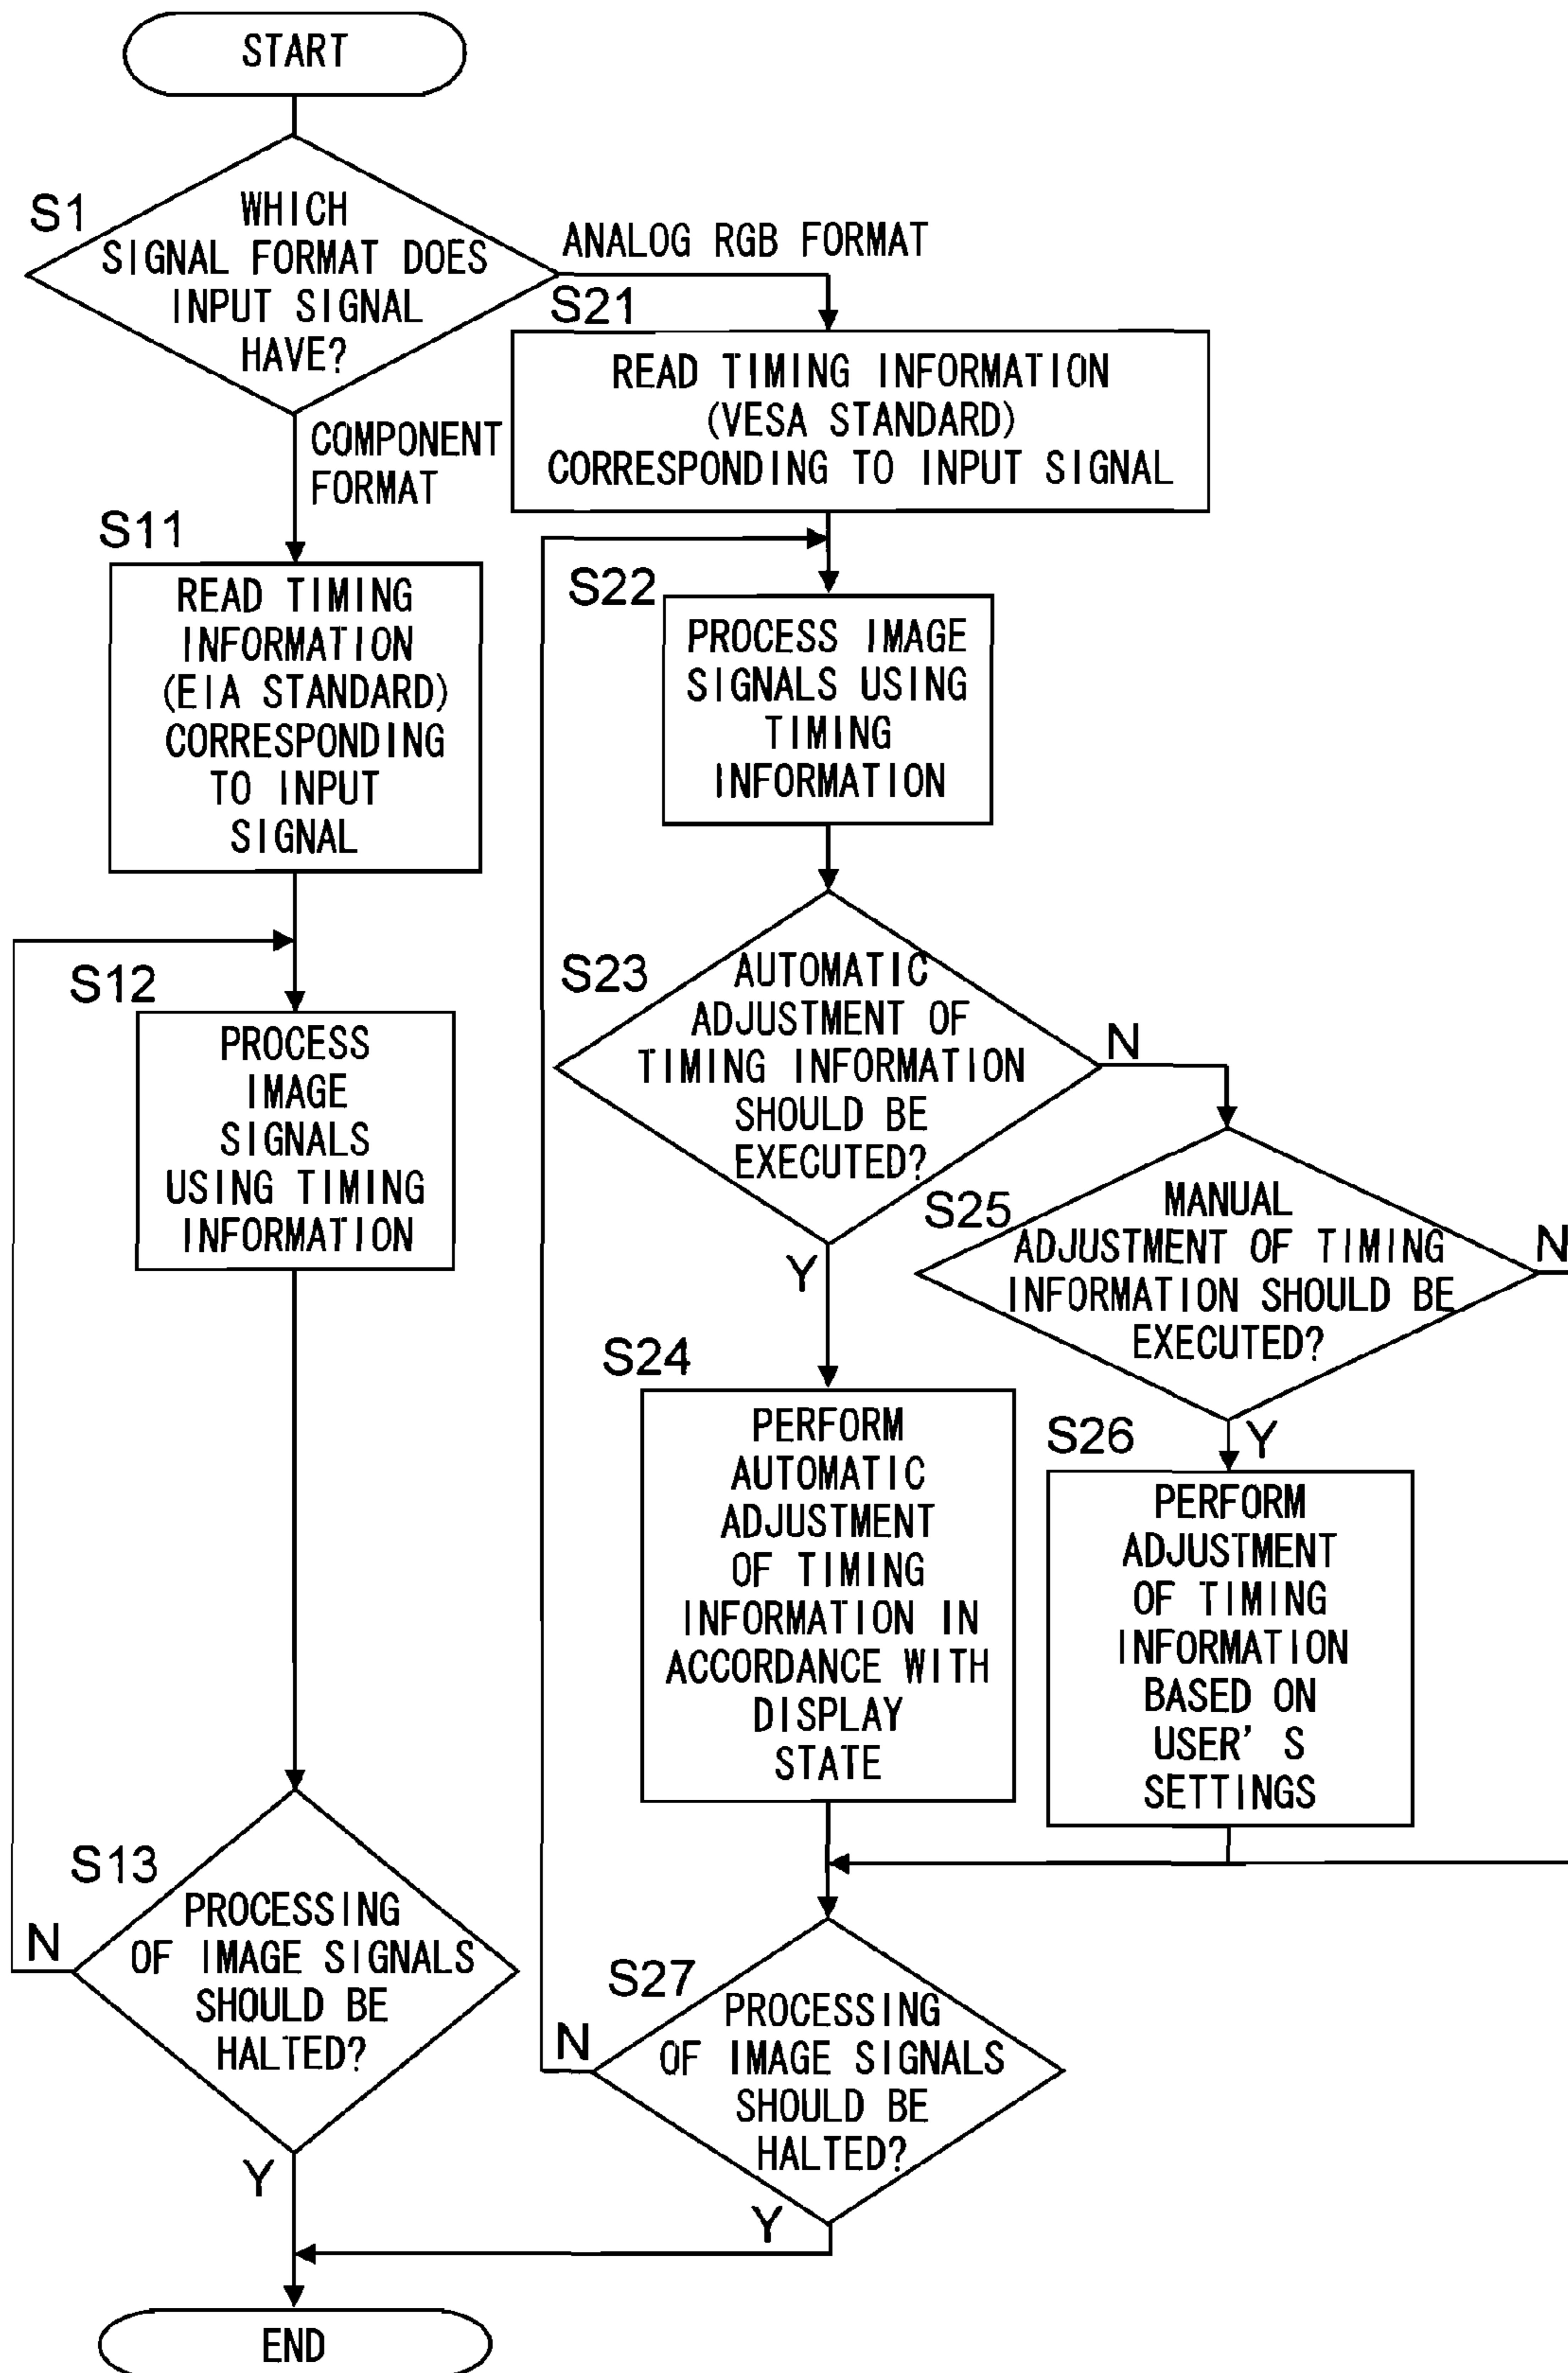 START
S1
WHICH
SIGNAL FORMAT DOES
INPUT SIGNAL
HAVE?
ANALOG RGB FORMAT
COMPONENT
FORMAT
S11
READ TIMING
INFORMATION
(EIA STANDARD)
CORRESPONDING
TO INPUT
SIGNAL
S12
PROCESS
IMAGE
SIGNALS
USING TIMING
INFORMATION
S13
PROCESSING
OF IMAGE SIGNALS
SHOULD BE
HALTED?
N
Y
S21
READ TIMING INFORMATION
(VESA STANDARD)
CORRESPONDING TO INPUT SIGNAL
S22
PROCESS IMAGE
SIGNALS USING
TIMING
INFORMATION
S23
AUTOMATIC
ADJUSTMENT OF
TIMING INFORMATION
SHOULD BE
EXECUTED?
N
Y
S24
PERFORM
AUTOMATIC
ADJUSTMENT
OF TIMING
INFORMATION IN
ACCORDANCE WITH
DISPLAY
STATE
S25
MANUAL
ADJUSTMENT OF TIMING
INFORMATION SHOULD BE
EXECUTED?
N
Y
S26
PERFORM
ADJUSTMENT
OF TIMING
INFORMATION
BASED ON
USER' S
SETTINGS
S27
PROCESSING
OF IMAGE SIGNALS
SHOULD BE
HALTED?
N
Y
END